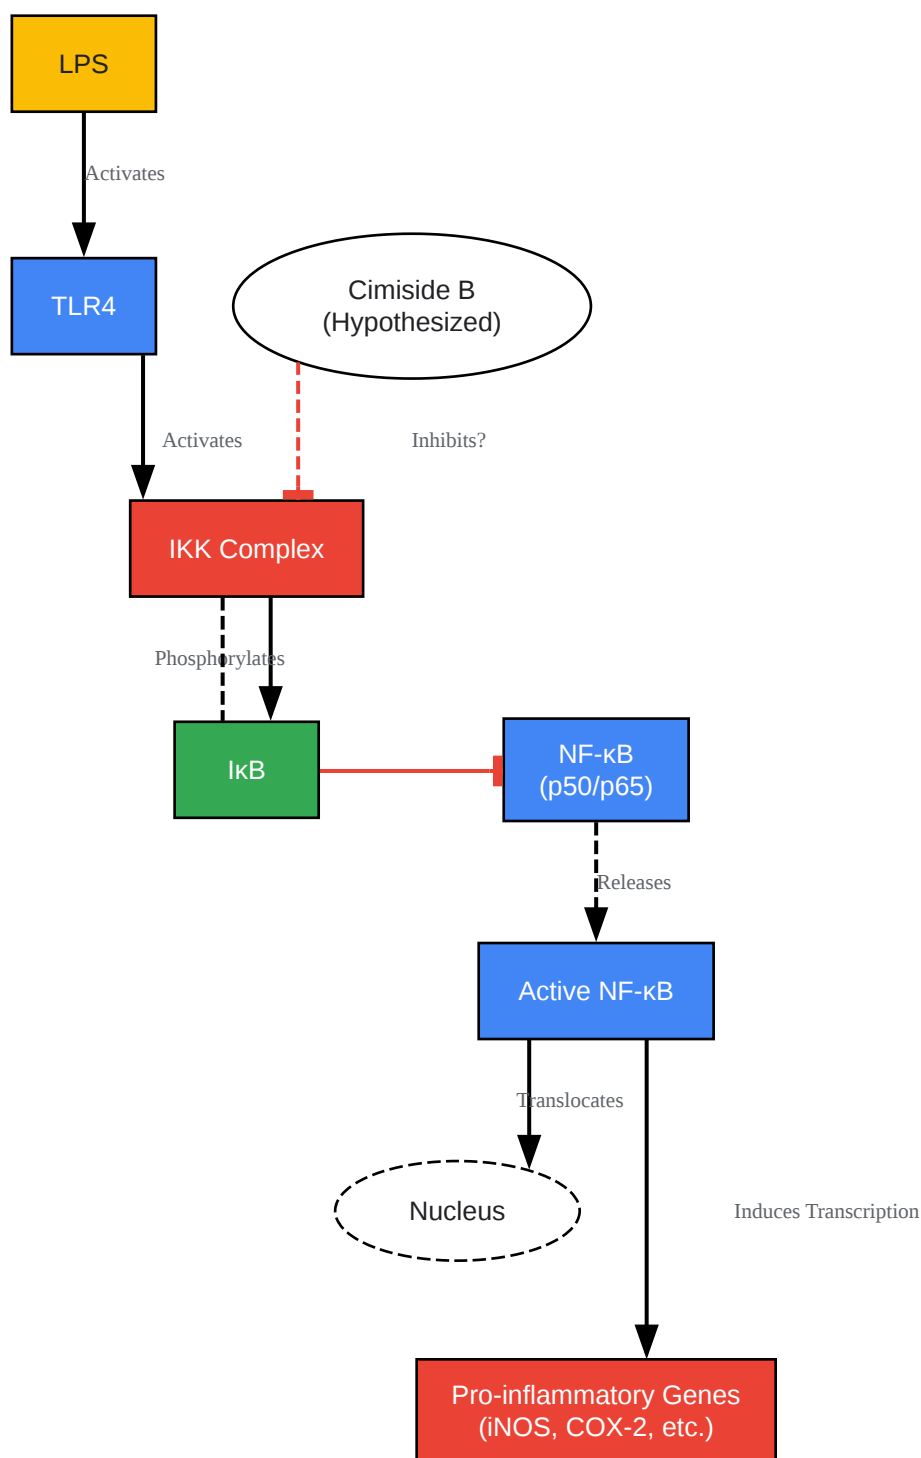 LPS
Activates
TLR4
Cimiside B
(Hypothesized)
Activates
Inhibits?
IKK Complex
Phosphorylates
IκB
NF-κB
(p50/p65)
Releases
Active NF-κB
Translocates
Nucleus
Induces Transcription
Pro-inflammatory Genes
(iNOS, COX-2, etc.)